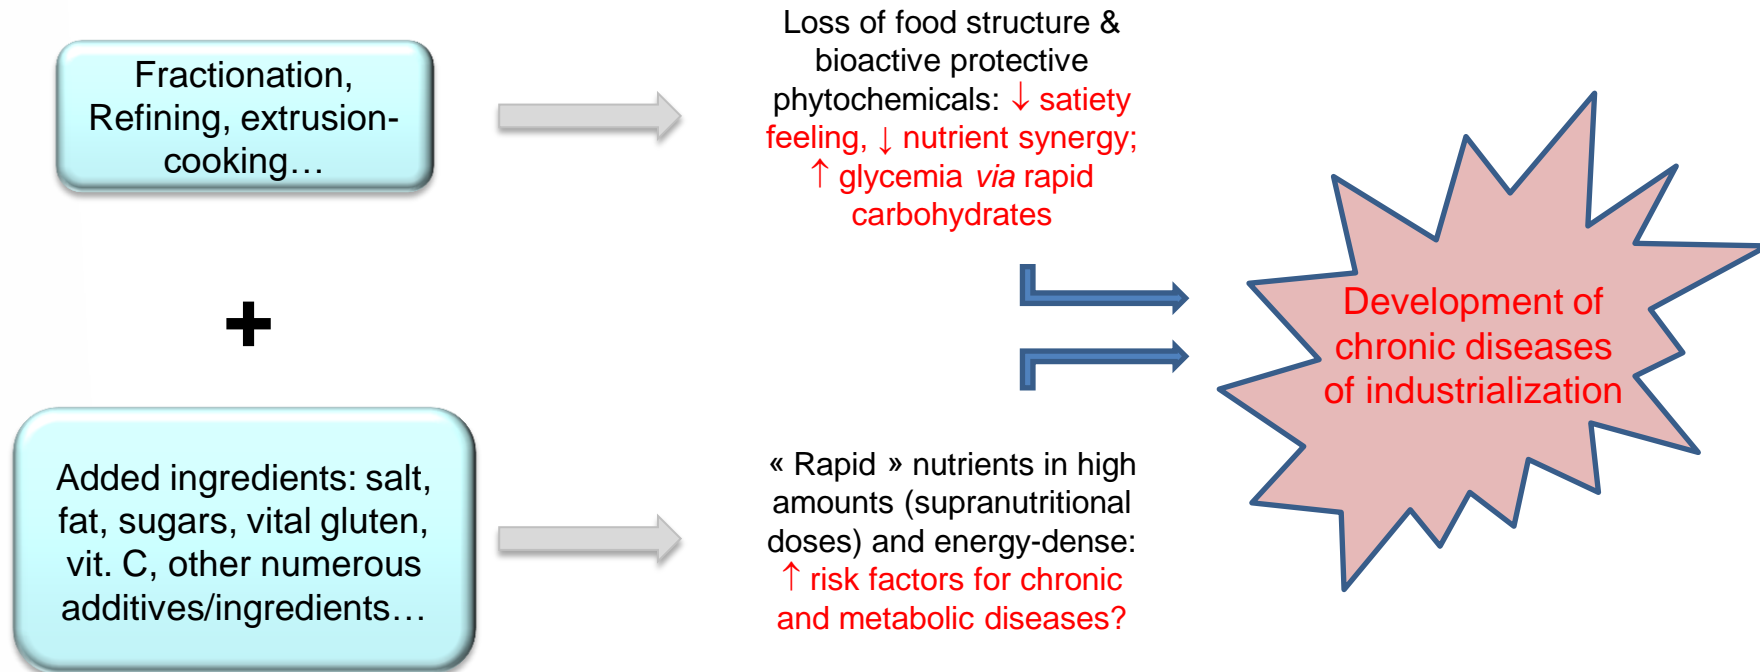 Fractionation,
Refining, extrusion-
cooking…
Loss of food structure &
bioactive protective
phytochemicals: ↓ satiety
feeling, ↓ nutrient synergy;
↑ glycemia via rapid
carbohydrates
+
Added ingredients: salt,
fat, sugars, vital gluten,
vit. C, other numerous
additives/ingredients…
« Rapid » nutrients in high
amounts (supranutritional
doses) and energy-dense:
↑ risk factors for chronic
and metabolic diseases?
Development of
chronic diseases
of industrialization